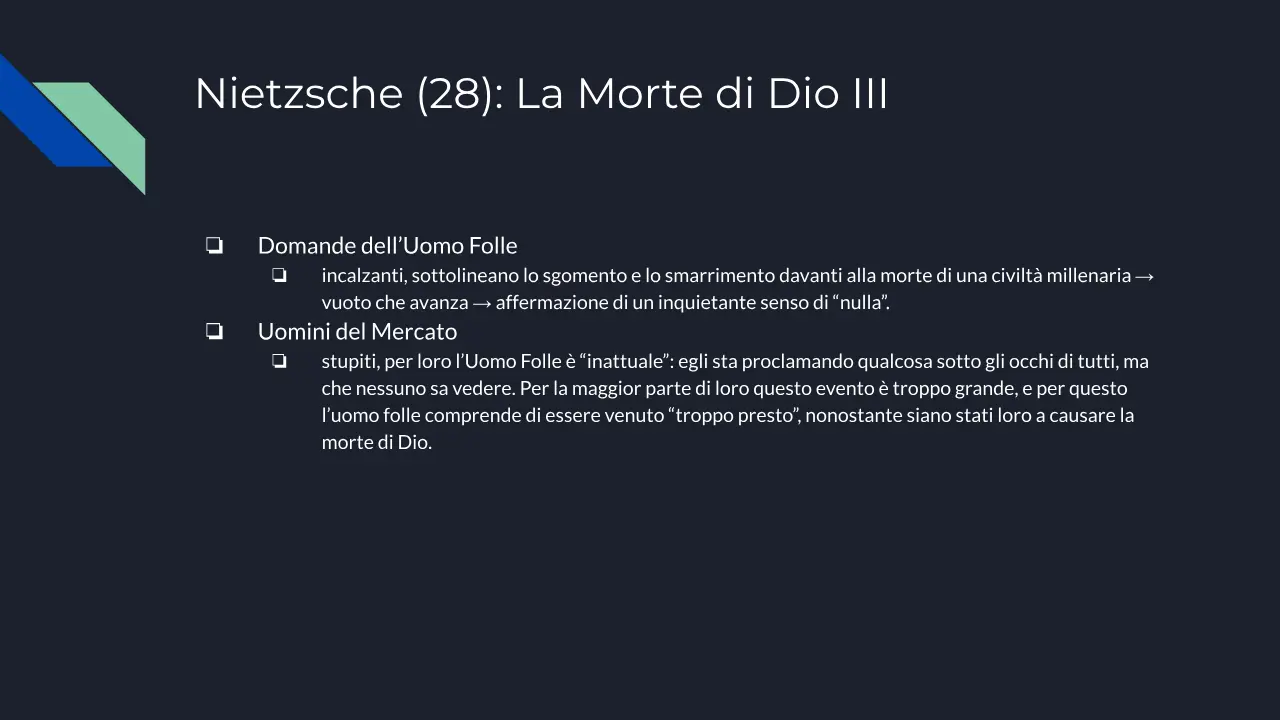 Nietzsche (28): La Morte di Dio III
❏ Domande dell’Uomo Folle
❏ incalzanti, sottolineano lo sgomento e lo smarrimento davanti alla morte di una civiltà millenaria →
vuoto che avanza → affermazione di un inquietante senso di “nulla”.
❏ Uomini del Mercato
❏ stupiti, per loro l’Uomo Folle è “inattuale”: egli sta proclamando qualcosa sotto gli occhi di tutti, ma
che nessuno sa vedere. Per la maggior parte di loro questo evento è troppo grande, e per questo
l’uomo folle comprende di essere venuto “troppo presto”, nonostante siano stati loro a causare la
morte di Dio.